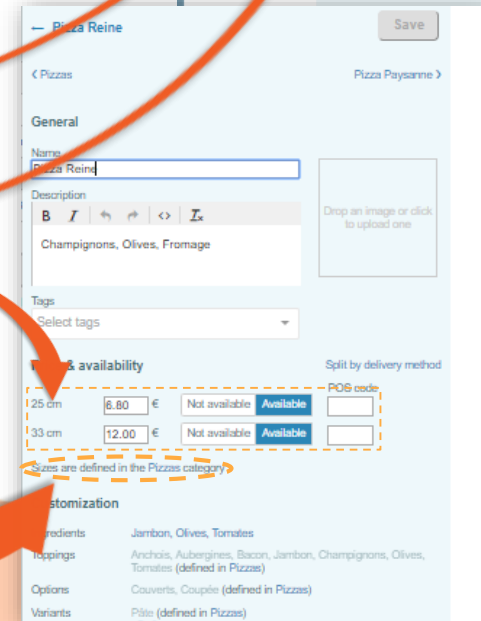 ← Pizza Reine
Save
❮ Pizzas
Pizza Paysanne ❯
General
Name
Pizza Reine
Description
B I <> Tx
Champignons, Olives, Fromage
Drop an image or click
to upload one
Tags
Select tags
& availability
Split by delivery method
POS code
25 cm 6.80 € Not available Available
33 cm 12.00 € Not available Available
Sizes are defined in the Pizzas category
Customization
Ingredients Jambon, Olives, Tomates
Toppings Anchois, Aubergines, Bacon, Jambon, Champignons, Olives,
Tomates (defined in Pizzas)
Options Couverts, Coupée (defined in Pizzas)
Variants Pâte (defined in Pizzas)